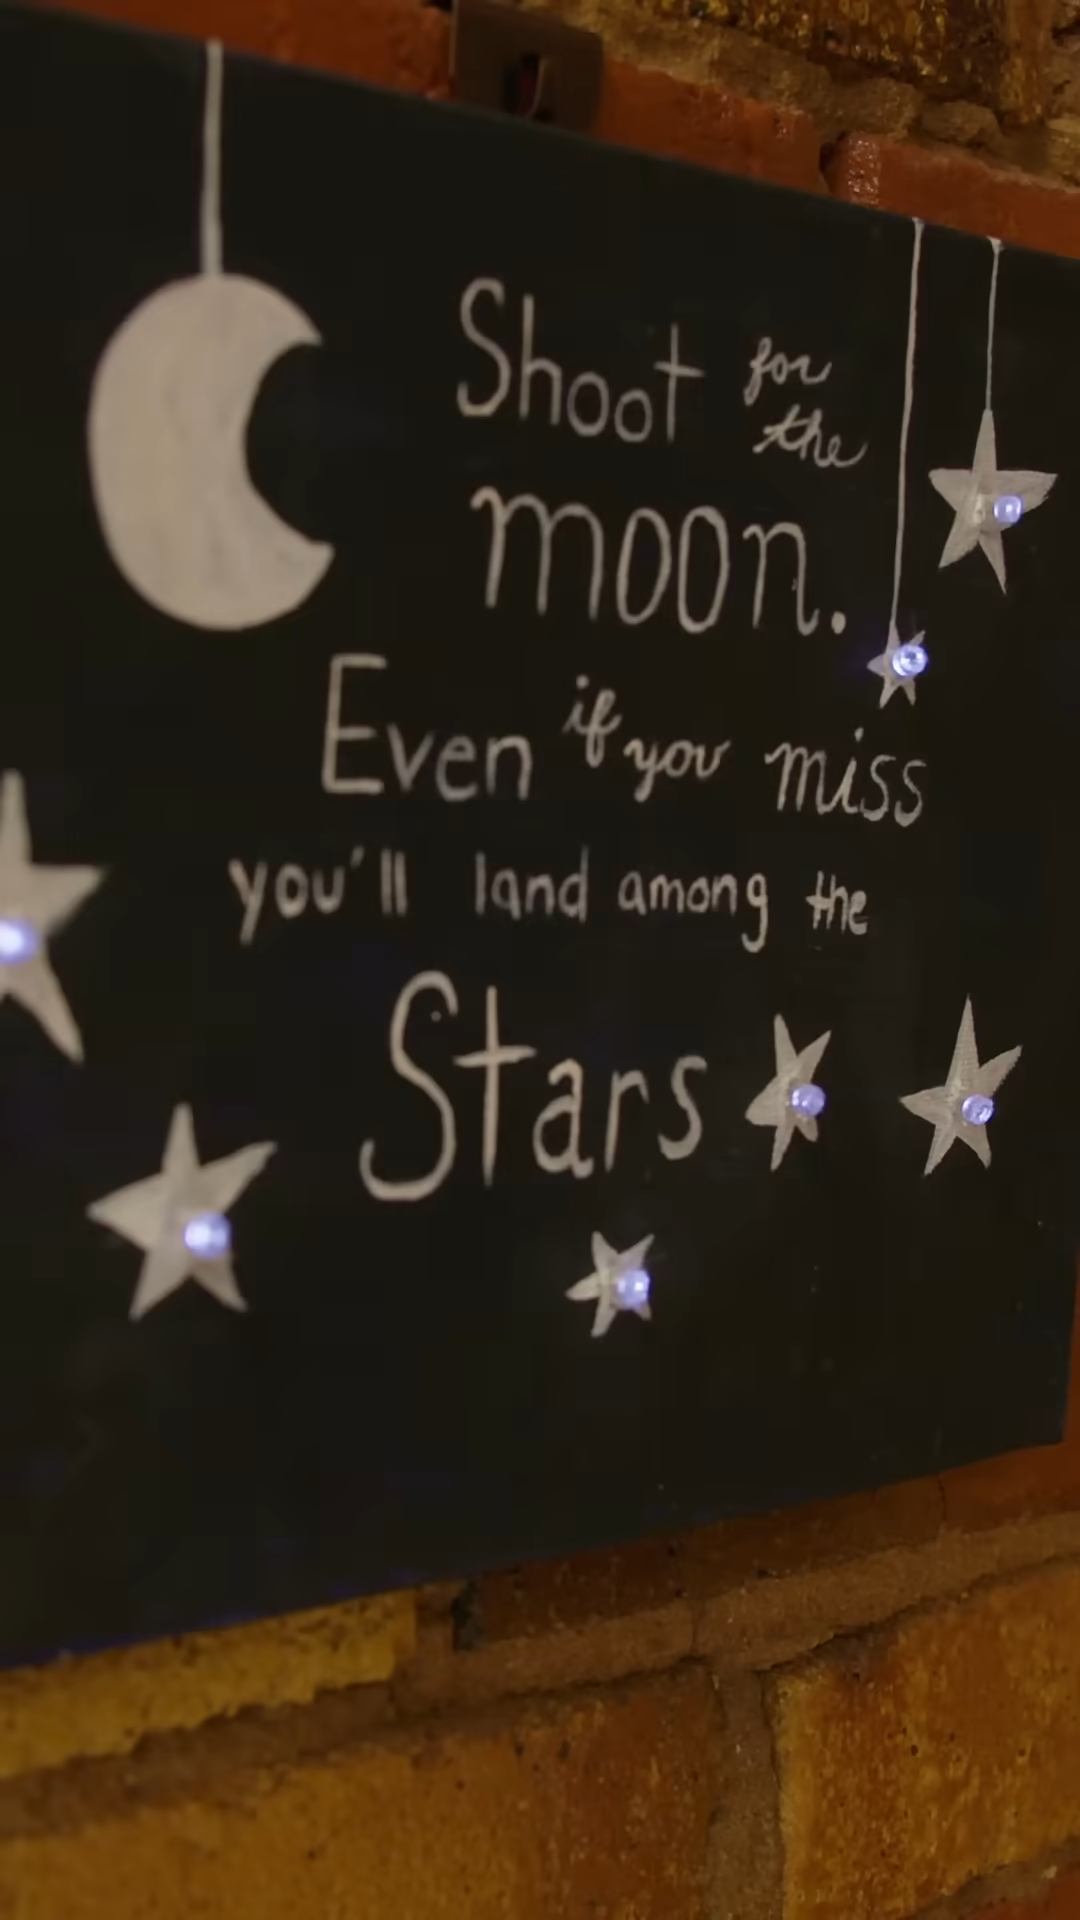 Shoot for
the
moon.
Even if you miss
you'll land among the
Stars